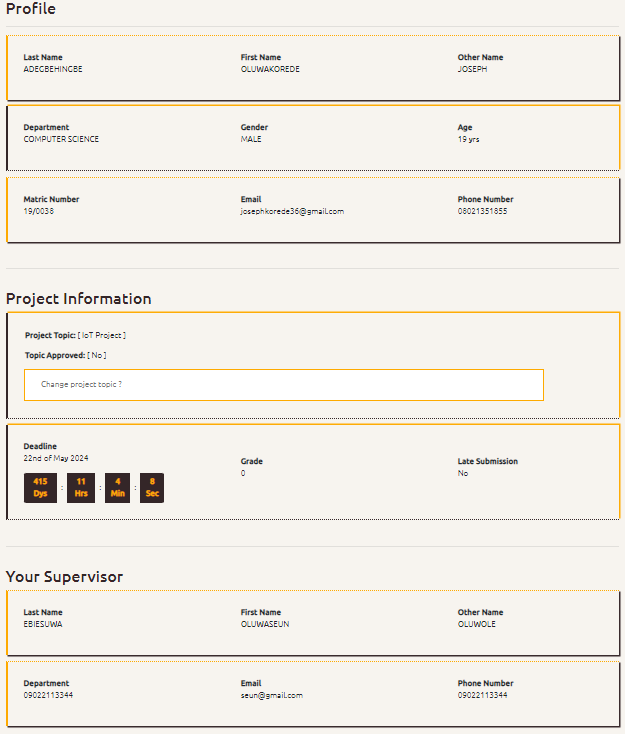 Profile
Last Name First Name Other Name
ADEGBEHINGBE OLUWAKOREDE JOSEPH
Department Gender Age
COMPUTER SCIENCE MALE 19 yrs
Matric Number Email Phone Number
19/0038 josephkorede36@gmail.com 08021351855
Project Information
Project Topic: [ IoT Project ]
Topic Approved: [ No ]
Change project topic ?
Deadline
22nd of May 2024
Grade Late Submission
0 No
415 : 11 : 4 : 8
Dys Hrs Min Sec
Your Supervisor
Last Name First Name Other Name
EBIESUWA OLUWASEUN OLUWOLE
Department Email Phone Number
09022113344 seun@gmail.com 09022113344